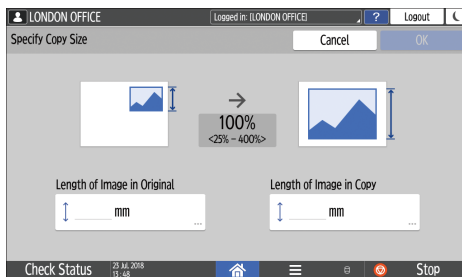 LONDON OFFICE
Logged in: [LONDON OFFICE]
?
Logout
Specify Copy Size
Cancel
OK
100%
<25% – 400%>
Length of Image in Original
Length of Image in Copy
mm
...
mm
...
Check Status
23 Jul. 2018
13:48
Stop